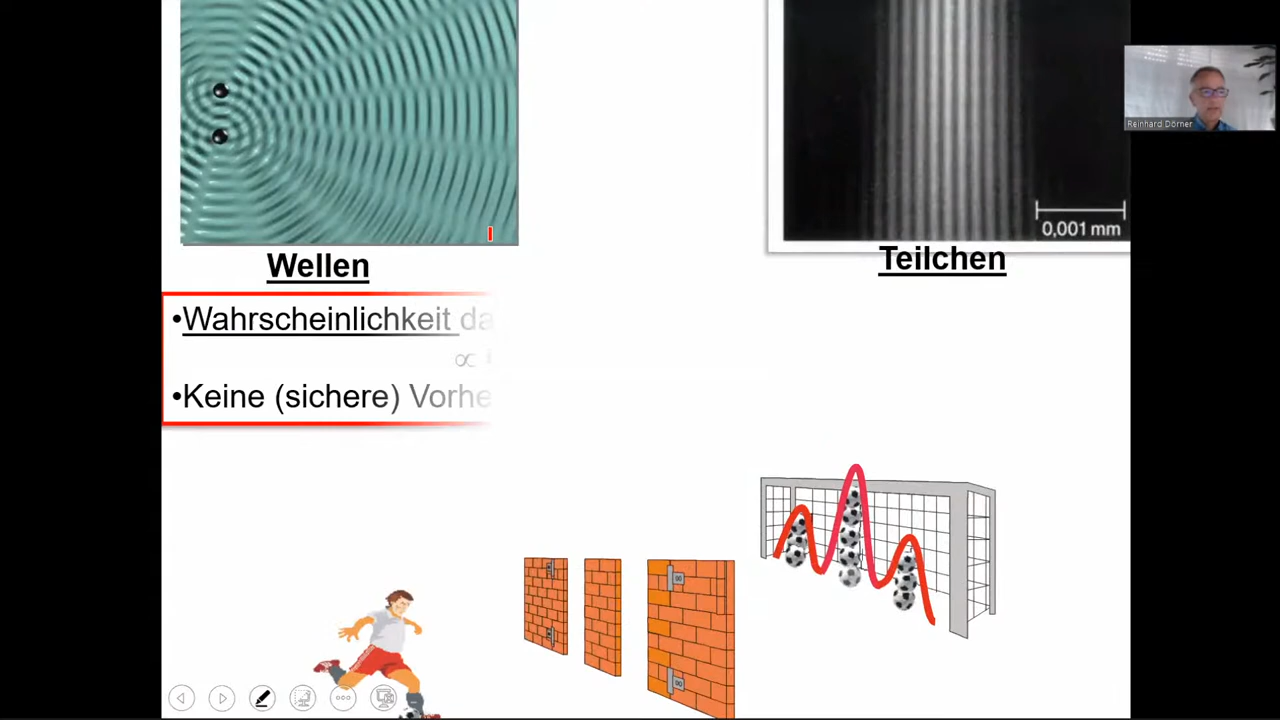 Reinhard Dörner
0,001 mm
Wellen
Teilchen
•Wahrscheinlichkeit
∝
•Keine (sichere)